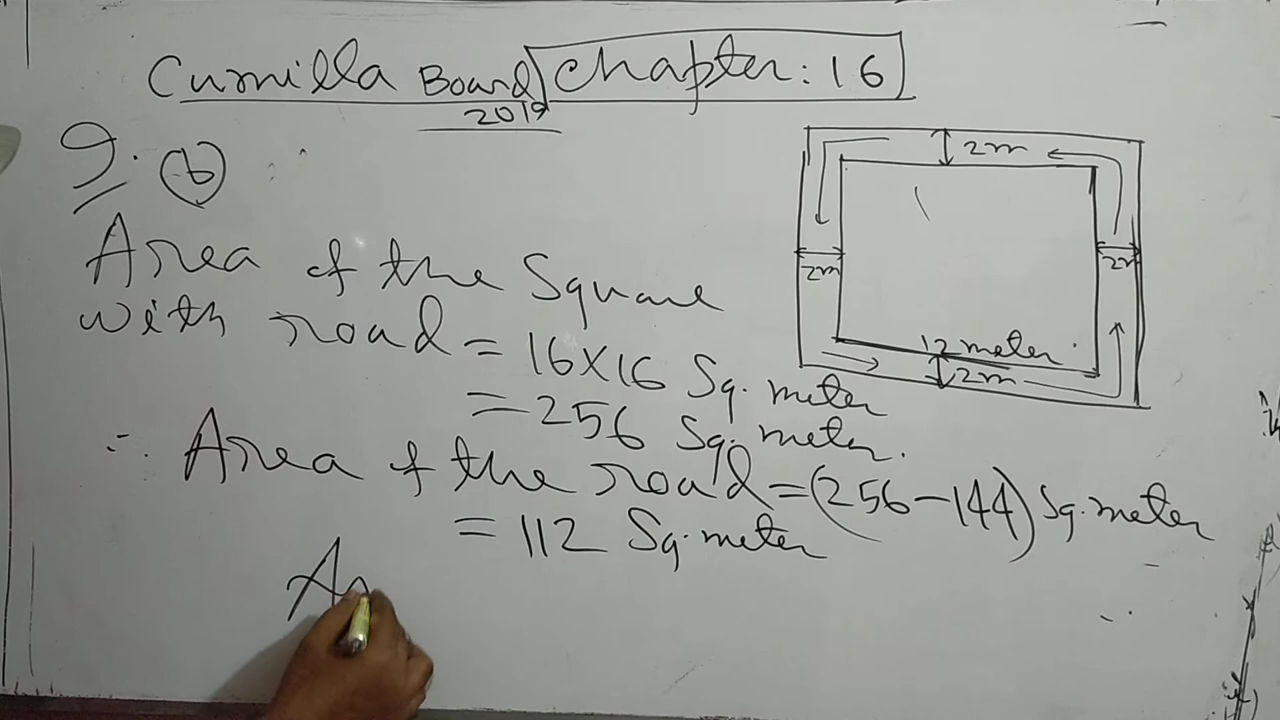 Cumilla Board Chapter: 16
2019
9. (b) :
2m
2m
2m
12 meter
2m
Area of the Square
with road = 16×16 Sq. meter
= 256 Sq. meter.
∴ Area of the road = (256-144) Sq. meter
= 112 Sq. meter
An